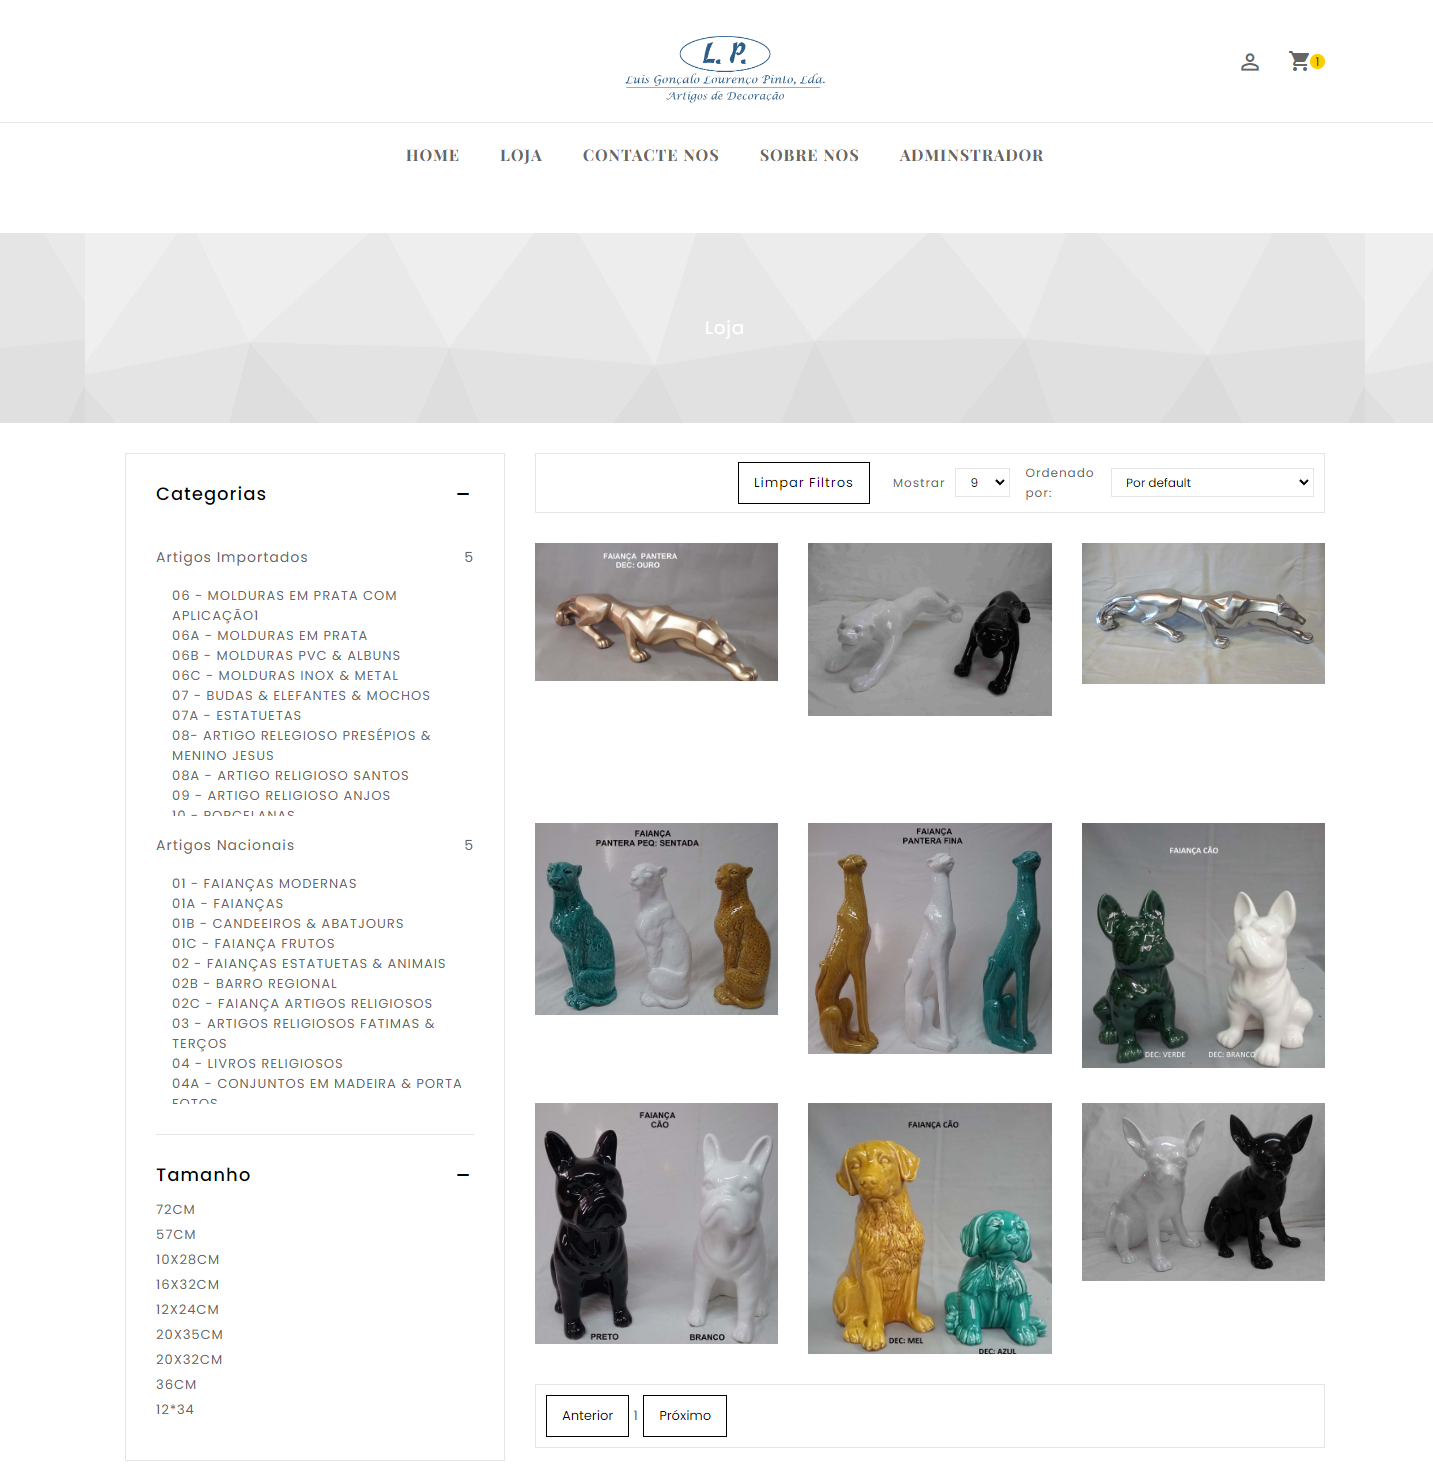 L. P.
Luis Gonçalo Lourenço Pinto, Lda.
Artigos de Decoração
1
HOME
LOJA
CONTACTE NOS
SOBRE NOS
ADMINSTRADOR
Loja
Categorias
Artigos Importados 5
06 - MOLDURAS EM PRATA COM
APLICAÇÃO1
06A - MOLDURAS EM PRATA
06B - MOLDURAS PVC & ALBUNS
06C - MOLDURAS INOX & METAL
07 - BUDAS & ELEFANTES & MOCHOS
07A - ESTATUETAS
08- ARTIGO RELEGIOSO PRESÉPIOS &
MENINO JESUS
08A - ARTIGO RELIGIOSO SANTOS
09 - ARTIGO RELIGIOSO ANJOS
10 - PORCELANAS
Artigos Nacionais 5
01 - FAIANÇAS MODERNAS
01A - FAIANÇAS
01B - CANDEEIROS & ABATJOURS
01C - FAIANÇA FRUTOS
02 - FAIANÇAS ESTATUETAS & ANIMAIS
02B - BARRO REGIONAL
02C - FAIANÇA ARTIGOS RELIGIOSOS
03 - ARTIGOS RELIGIOSOS FATIMAS &
TERÇOS
04 - LIVROS RELIGIOSOS
04A - CONJUNTOS EM MADEIRA & PORTA
FOTOS
Tamanho
72CM
57CM
10X28CM
16X32CM
12X24CM
20X35CM
20X32CM
36CM
12*34
Limpar Filtros
Mostrar
9
Ordenado
por:
Por default
FAIANÇA PANTERA
DEC: OURO
FAIANÇA
PANTERA PEQ: SENTADA
FAIANÇA
PANTERA FINA
FAIANÇA CÃO
DEC: VERDE
DEC: BRANCO
FAIANÇA
CÃO
PRETO
BRANCO
FAIANÇA CÃO
DEC: MEL
DEC: AZUL
Anterior
1
Próximo